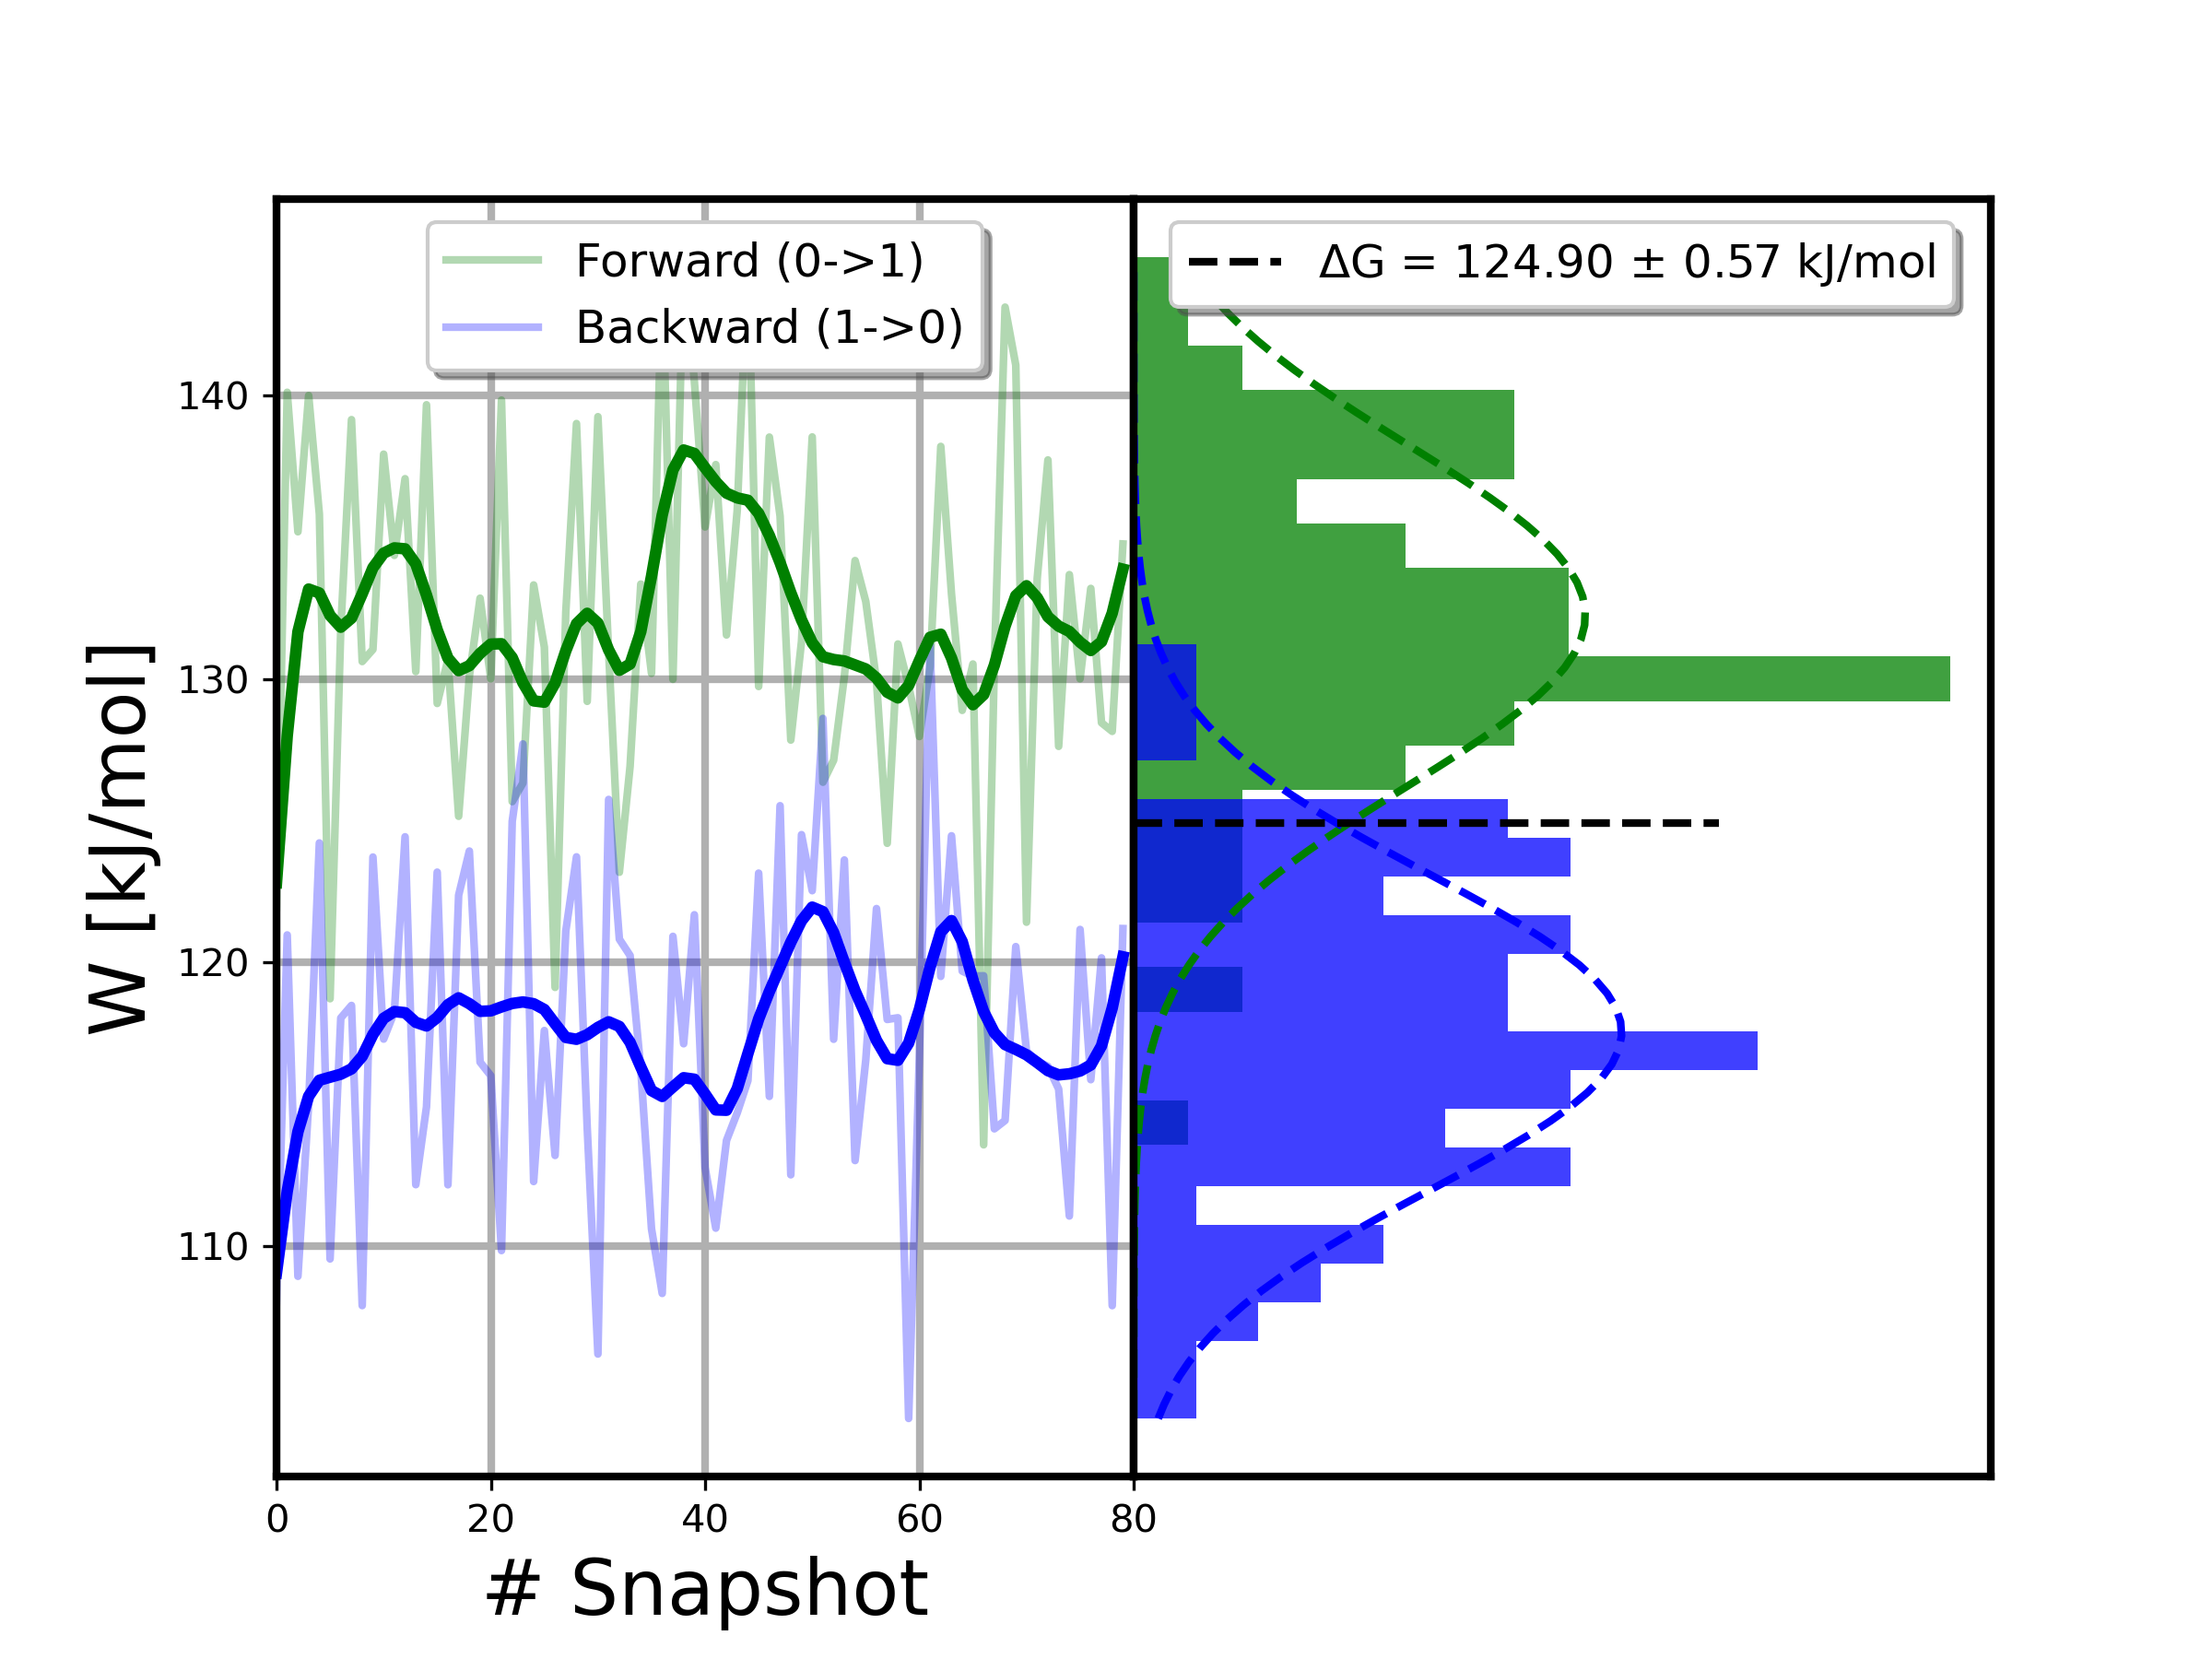 Forward (0->1)
Backward (1->0)
ΔG = 124.90 ± 0.57 kJ/mol
W [kJ/mol]
140
130
120
110
0 20 40 60 80
# Snapshot